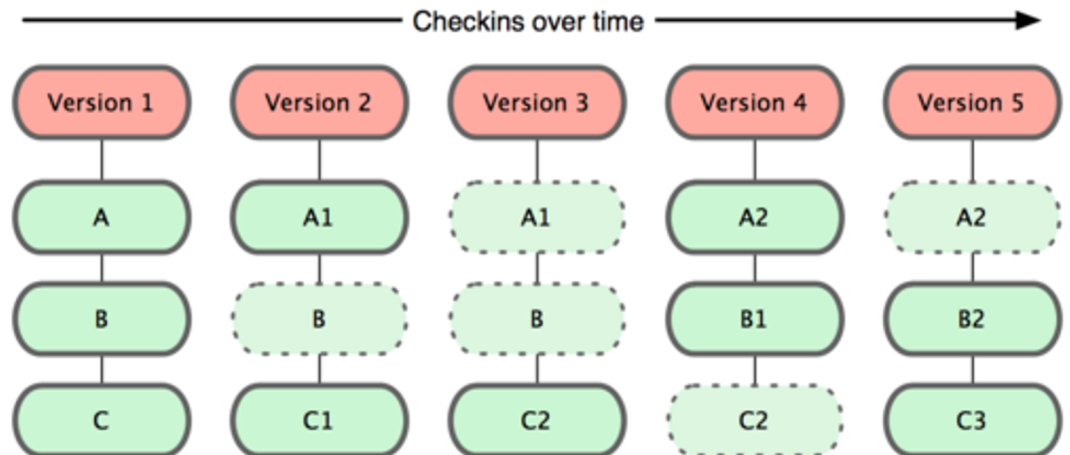 Checkins over time
Version 1 Version 2 Version 3 Version 4 Version 5
A A1 A1 A2 A2
B B B B1 B2
C C1 C2 C2 C3